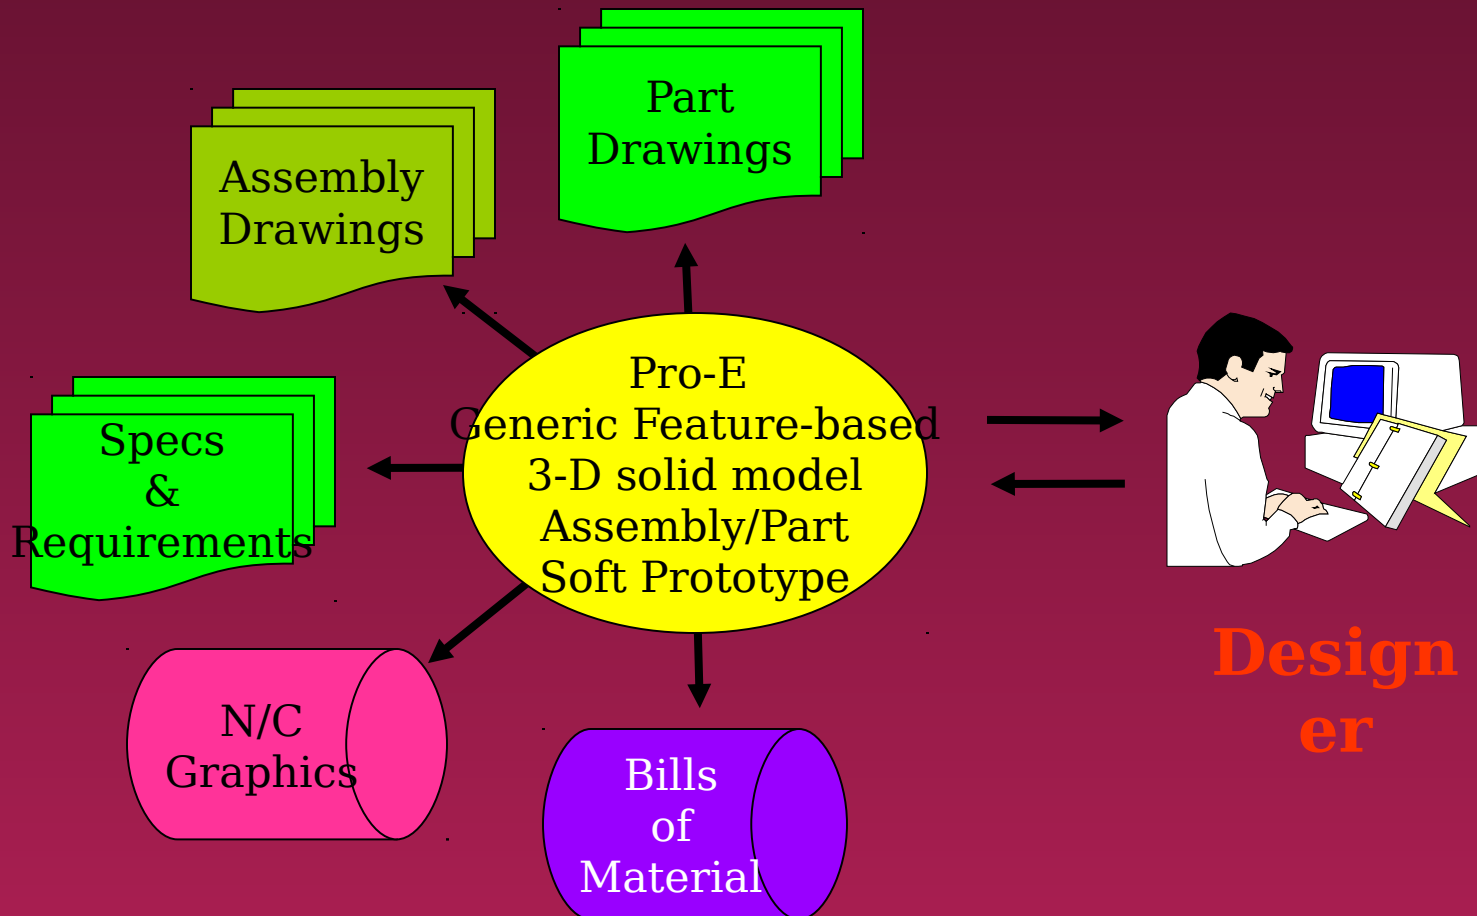 Part
Drawings
Assembly
Drawings
Pro-E
Generic Feature-based
3-D solid model
Assembly/Part
Soft Prototype
Specs
&
Requirements
Design
er
N/C
Graphics
Bills
of
Material